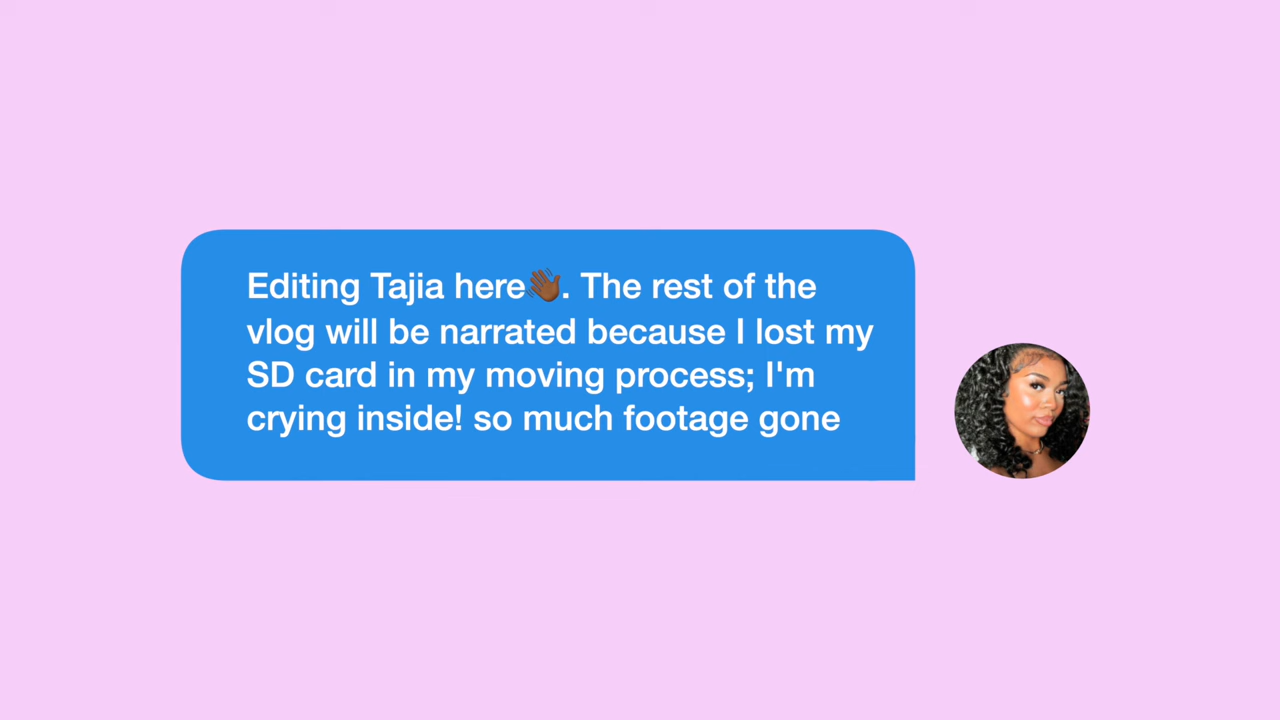 Editing Tajia here👋🏾. The rest of the
vlog will be narrated because I lost my
SD card in my moving process; I'm
crying inside! so much footage gone